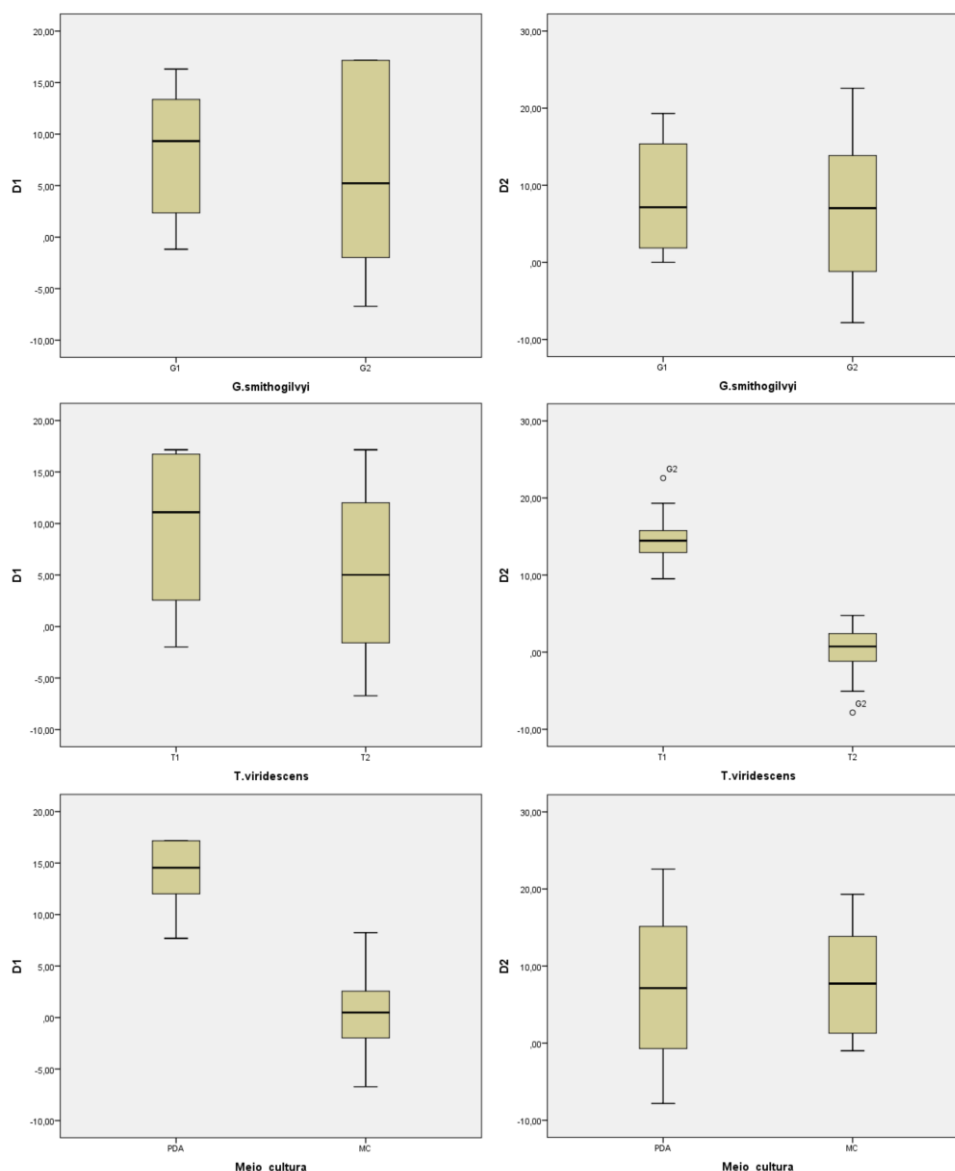 20,00
15,00
10,00
5,00
,00
-5,00
-10,00
D1
G1 G2
G.smithogilvyi
30,00
20,00
10,00
,00
-10,00
D2
G1 G2
G.smithogilvyi
20,00
15,00
10,00
5,00
,00
-5,00
-10,00
D1
T1 T2
T.viridescens
30,00
20,00
10,00
,00
-10,00
D2
G2
G2
T1 T2
T.viridescens
20,00
15,00
10,00
5,00
,00
-5,00
-10,00
D1
PDA MC
Meio_cultura
30,00
20,00
10,00
,00
-10,00
D2
PDA MC
Meio_cultura